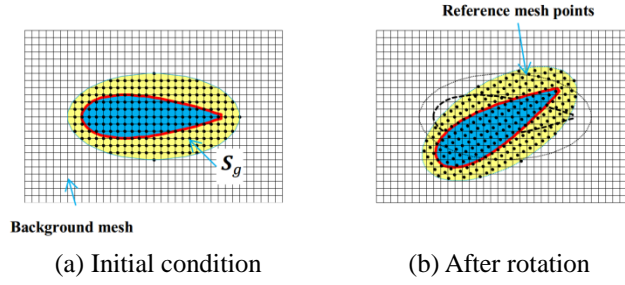 Reference mesh points
S_g
Background mesh
(a) Initial condition
(b) After rotation